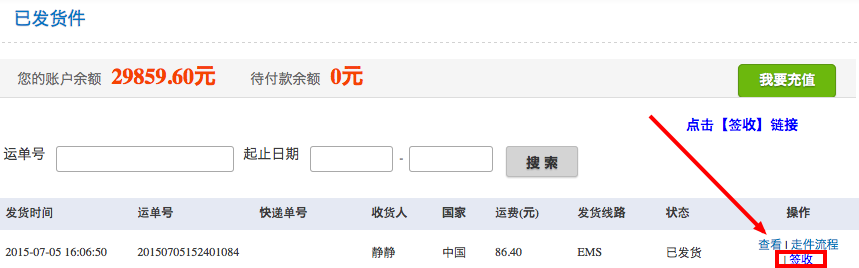 已发货件
您的账户余额 29859.60元 待付款余额 0元 我要充值
点击【签收】链接
运单号 起止日期 - 搜 索
发货时间 运单号 快递单号 收货人 国家 运费(元) 发货线路 状态 操作
2015-07-05 16:06:50 20150705152401084 静静 中国 86.40 EMS 已发货 查看 | 走件流程
| 签收